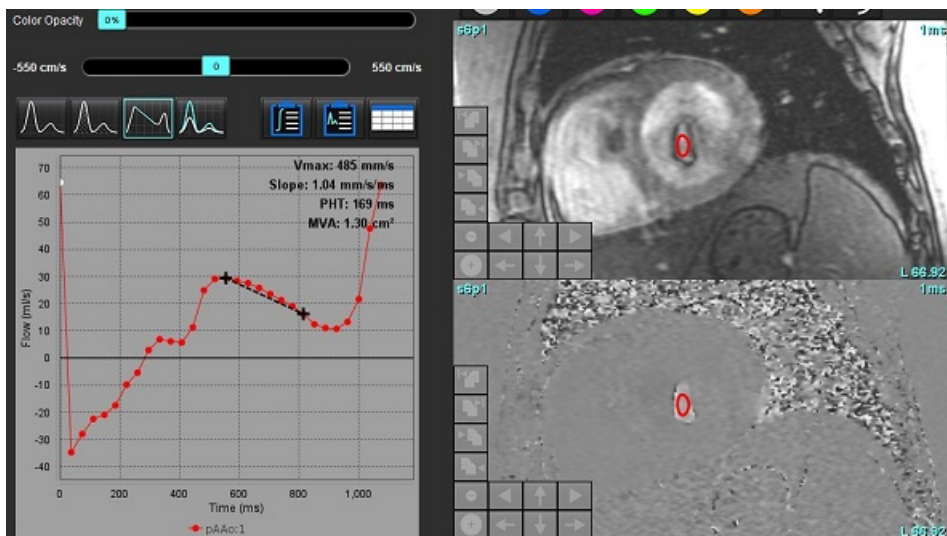 Color Opacity 0%
-550 cm/s 0 550 cm/s
Vmax: 485 mm/s
Slope: 1.04 mm/s/ms
PHT: 169 ms
MVA: 1.30 cm²
70
60
50
40
30
20
10
0
-10
-20
-30
-40
Flow (ml/s)
0 200 400 600 800 1,000
Time (ms)
pAAo:1
s6p1 1ms
L 66.92
s6p1 1ms
L 66.92